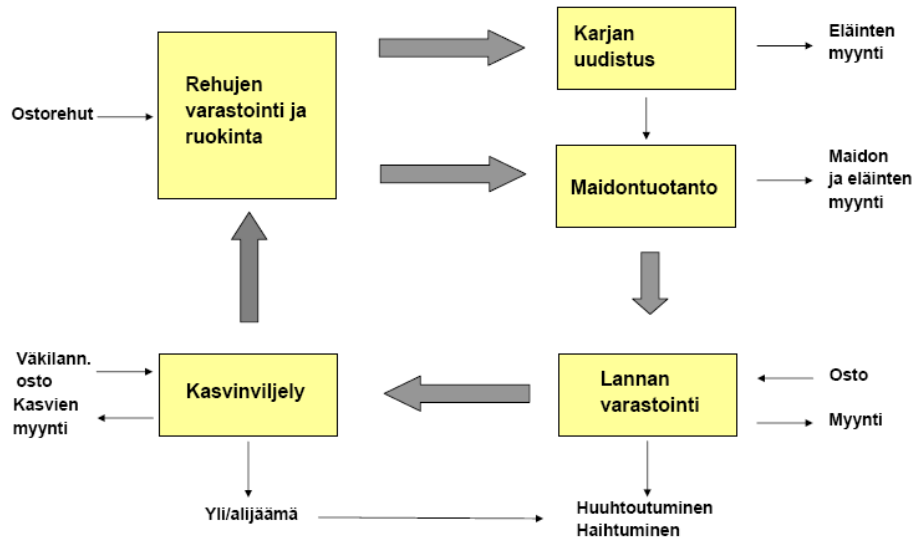 Karjan
uudistus
Eläinten
myynti
Rehujen
varastointi ja
ruokinta
Ostorehut
Maidontuotanto
Maidon
ja eläinten
myynti
Väkilann.
osto
Kasvien
myynti
Kasvinviljely
Lannan
varastointi
Osto
Myynti
Yli/alijäämä
Huuhtoutuminen
Haihtuminen